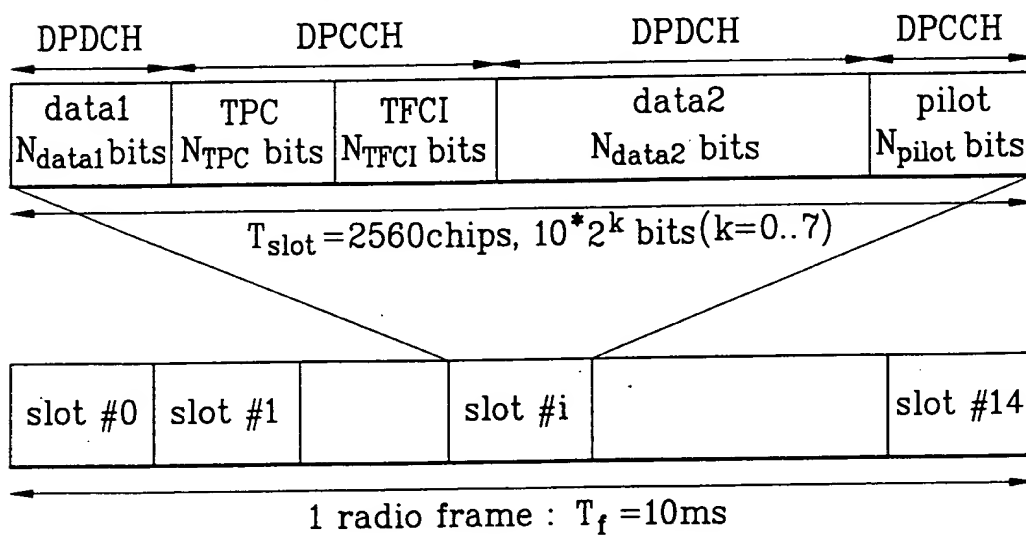 DPDCH DPCCH DPDCH DPCCH
data1 TPC TFCI data2 pilot
N_data1 bits N_TPC bits N_TFCI bits N_data2 bits N_pilot bits
T_slot=2560chips, 10*2^k bits(k=0..7)
slot #0 slot #1 slot #i slot #14
1 radio frame : T_f=10ms